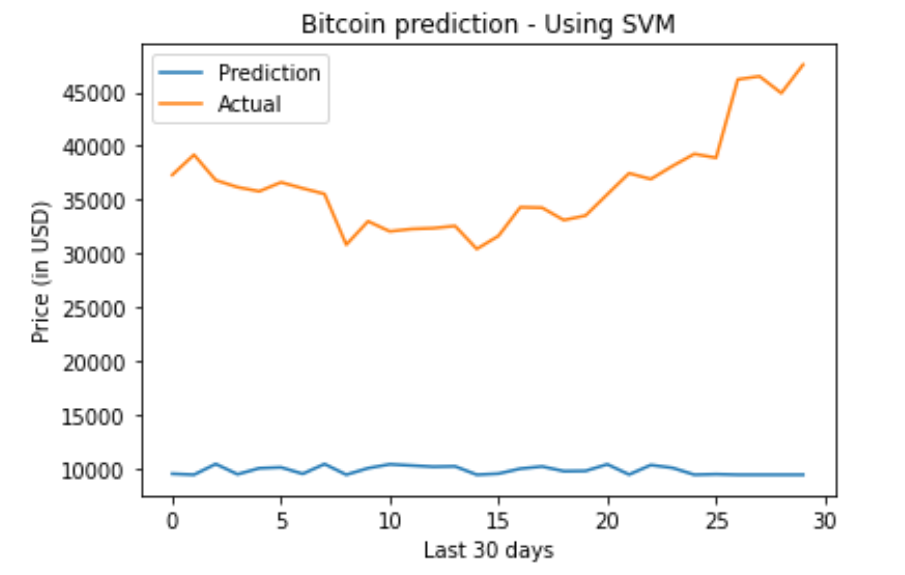 Bitcoin prediction - Using SVM
Prediction
Actual
45000
40000
35000
30000
25000
20000
15000
10000
Price (in USD)
0 5 10 15 20 25 30
Last 30 days